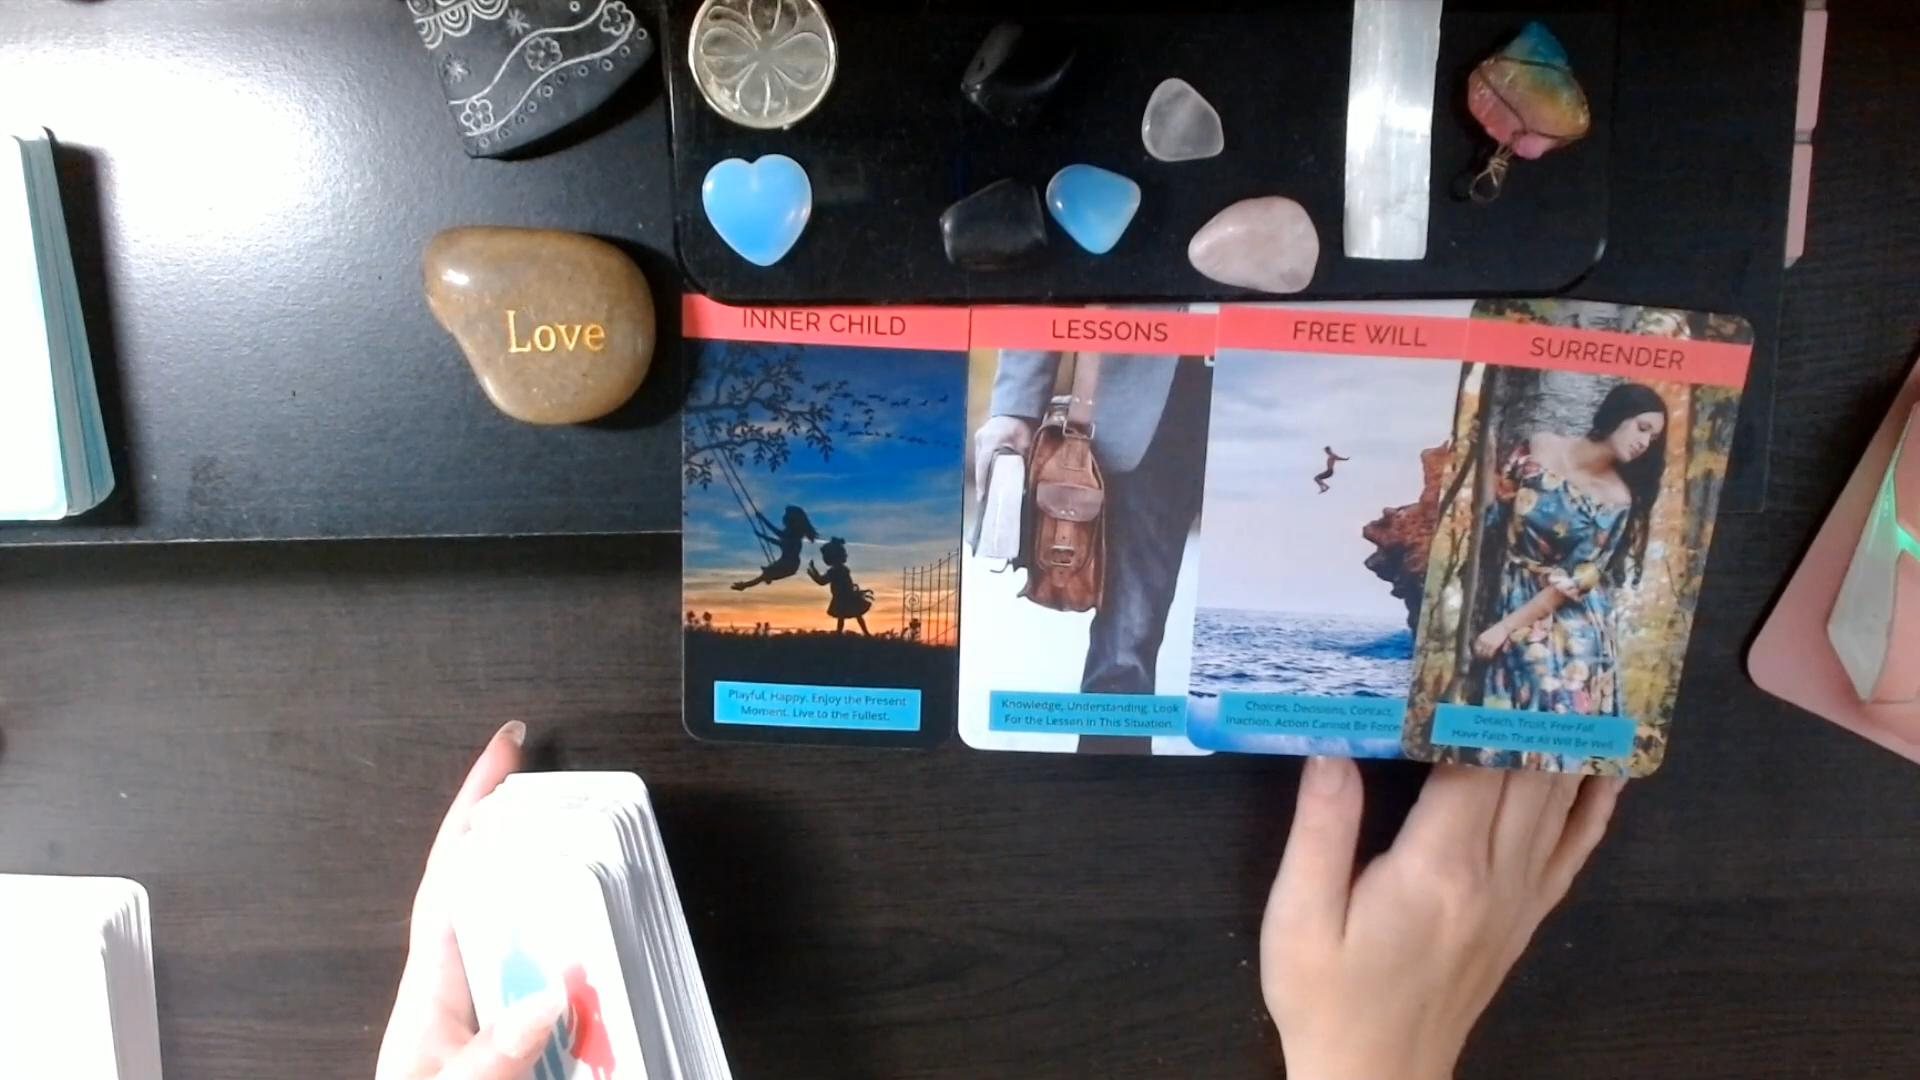 Love
INNER CHILD
Playful, Happy. Enjoy the Present
Moment. Live to the Fullest.
LESSONS
Knowledge, Understanding. Look
For the Lesson in This Situation.
FREE WILL
Choices, Decisions, Contact,
Inaction. Action Cannot Be Force
SURRENDER
Detach, Trust, Free-Fall
Have Faith That All Will Be Well